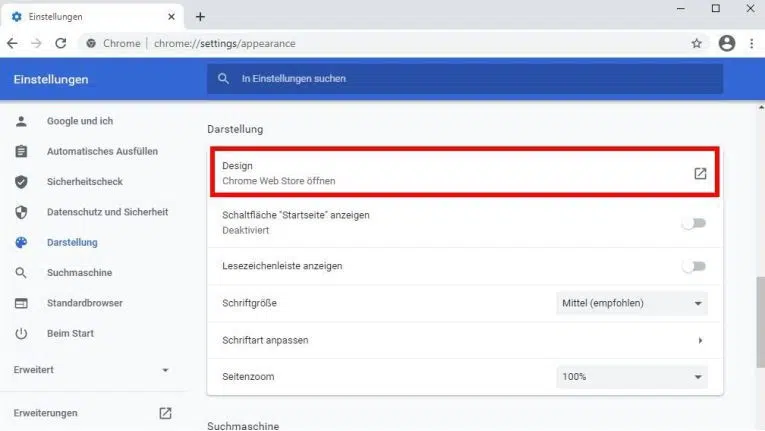 Einstellungen
Chrome | chrome://settings/appearance
Einstellungen
In Einstellungen suchen
Google und ich
Automatisches Ausfüllen
Sicherheitscheck
Datenschutz und Sicherheit
Darstellung
Suchmaschine
Standardbrowser
Beim Start
Erweitert
Erweiterungen
Darstellung
Design
Chrome Web Store öffnen
Schaltfläche "Startseite" anzeigen
Deaktiviert
Lesezeichenleiste anzeigen
Schriftgröße Mittel (empfohlen)
Schriftart anpassen
Seitenzoom 100%
Suchmaschine